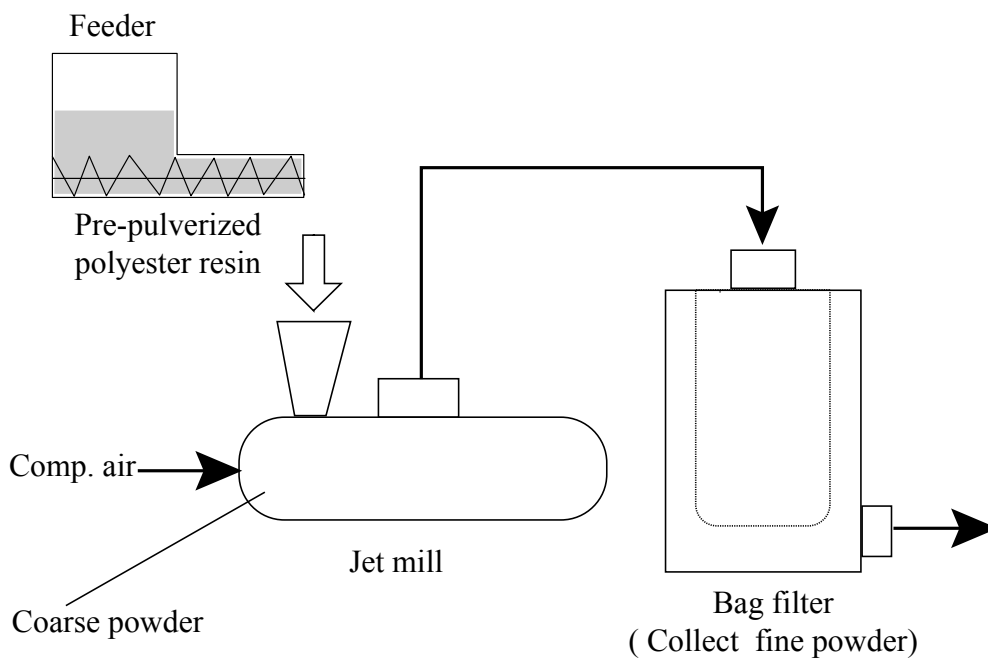 Feeder
Pre-pulverized
polyester resin
Comp. air
Jet mill
Coarse powder
Bag filter
( Collect fine powder)